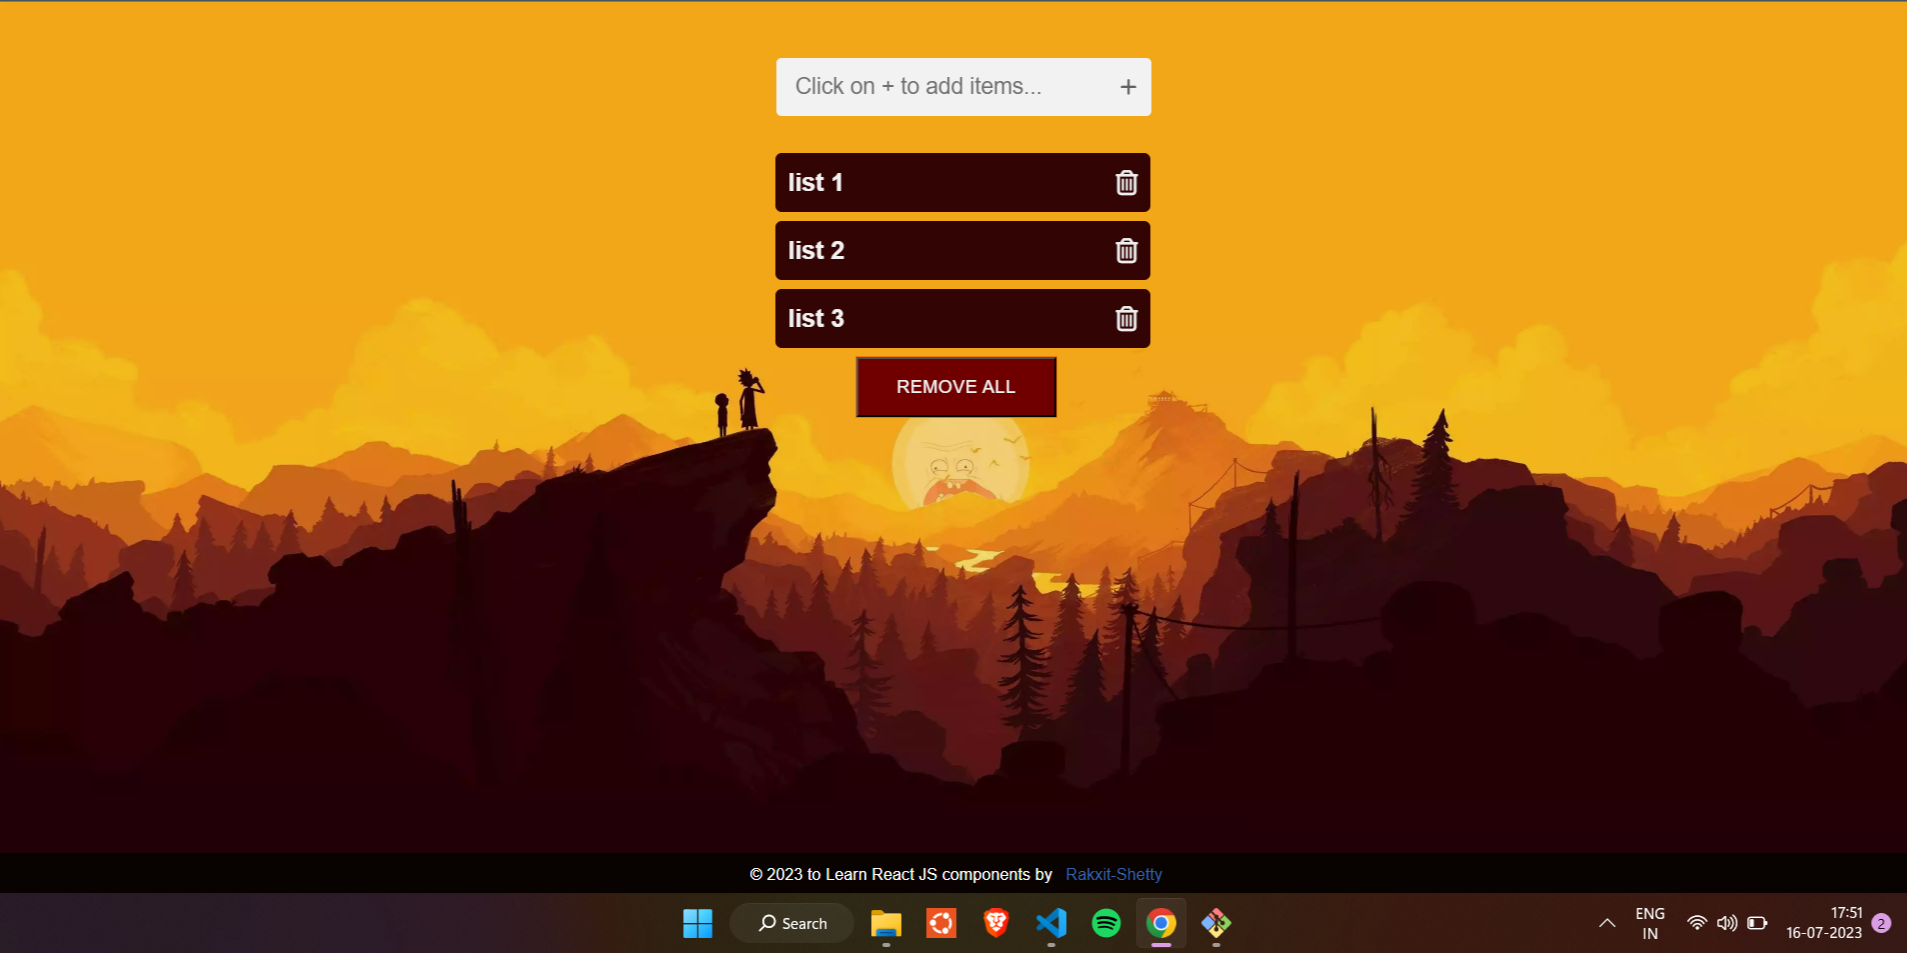 Click on + to add items...
+
list 1
list 2
list 3
REMOVE ALL
© 2023 to Learn React JS components by Rakxit-Shetty
Search
ENG
IN
17:51
16-07-2023
2